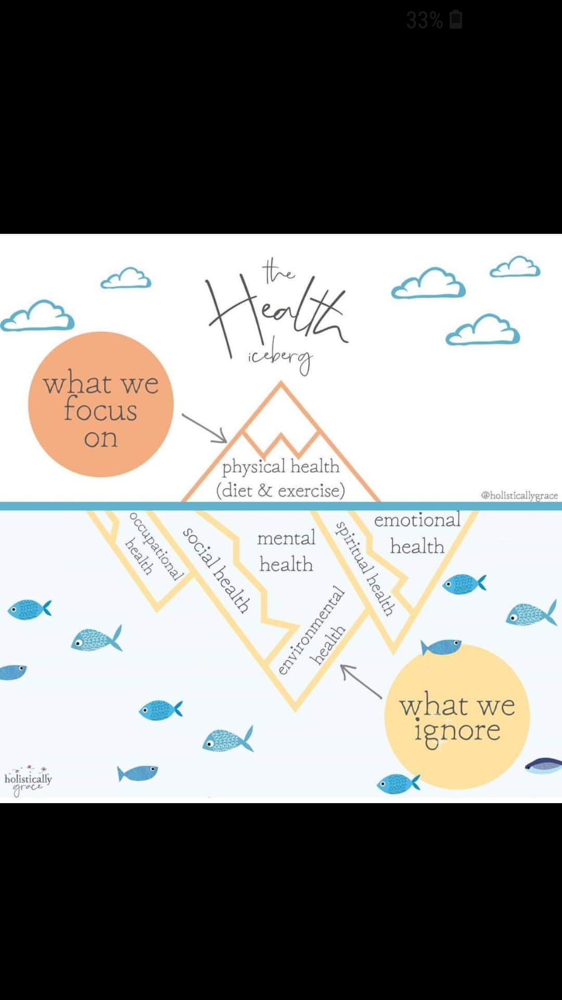 33%
the
Health
iceberg
what we
focus
on
physical health
(diet & exercise)
@holisticallygrace
occupational
health
social health
mental
health
environmental
health
spiritual health
emotional
health
what we
ignore
holistically
grace